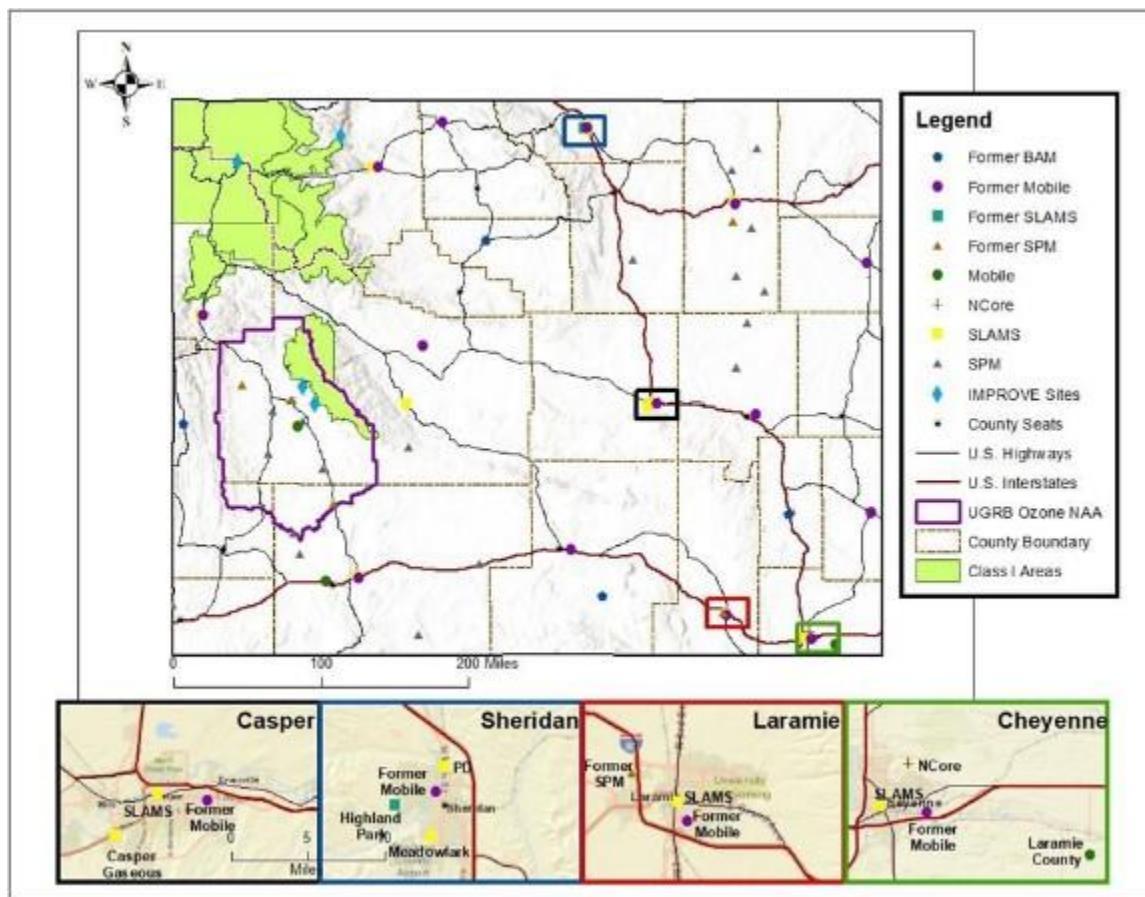 N
W E
S
Legend
Former BAM
Former Mobile
Former SLAMS
Former SPM
Mobile
NCore
SLAMS
SPM
IMPROVE Sites
County Seats
U.S. Highways
U.S. Interstates
UGRB Ozone NAA
County Boundary
Class I Areas
0 100 200 Miles
Casper
SLAMS
Former
Mobile
Casper
Gaseous
0 5 10
Mile
Sheridan
PD
Former
Mobile
Sheridan
Highland
Park
Meadowlark
Laramie
Former
SPM
SLAMS
Former
Mobile
Cheyenne
NCore
SLAMS
Former
Mobile
Laramie
County